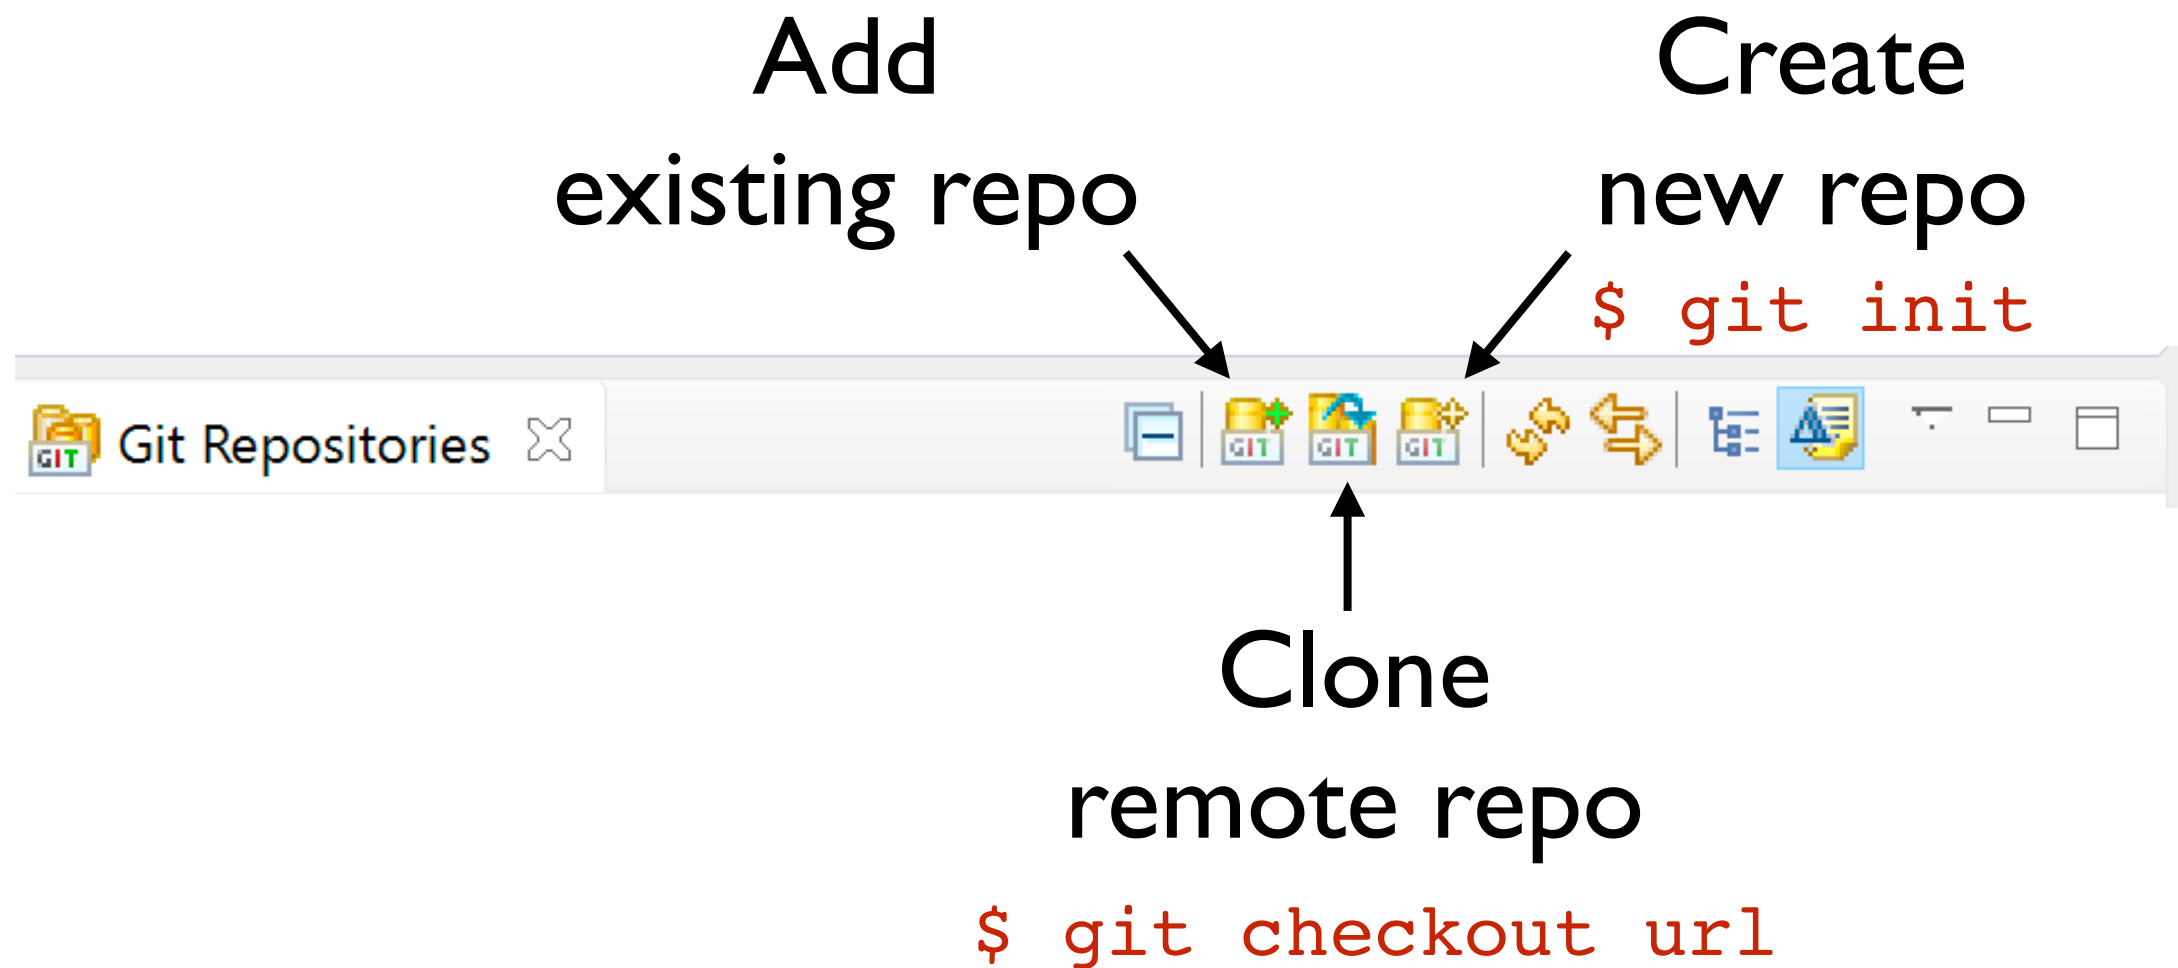 Add
existing repo
Create
new repo
$ git init
Git Repositories
GIT
GIT
GIT
GIT
Clone
remote repo
$ git checkout url